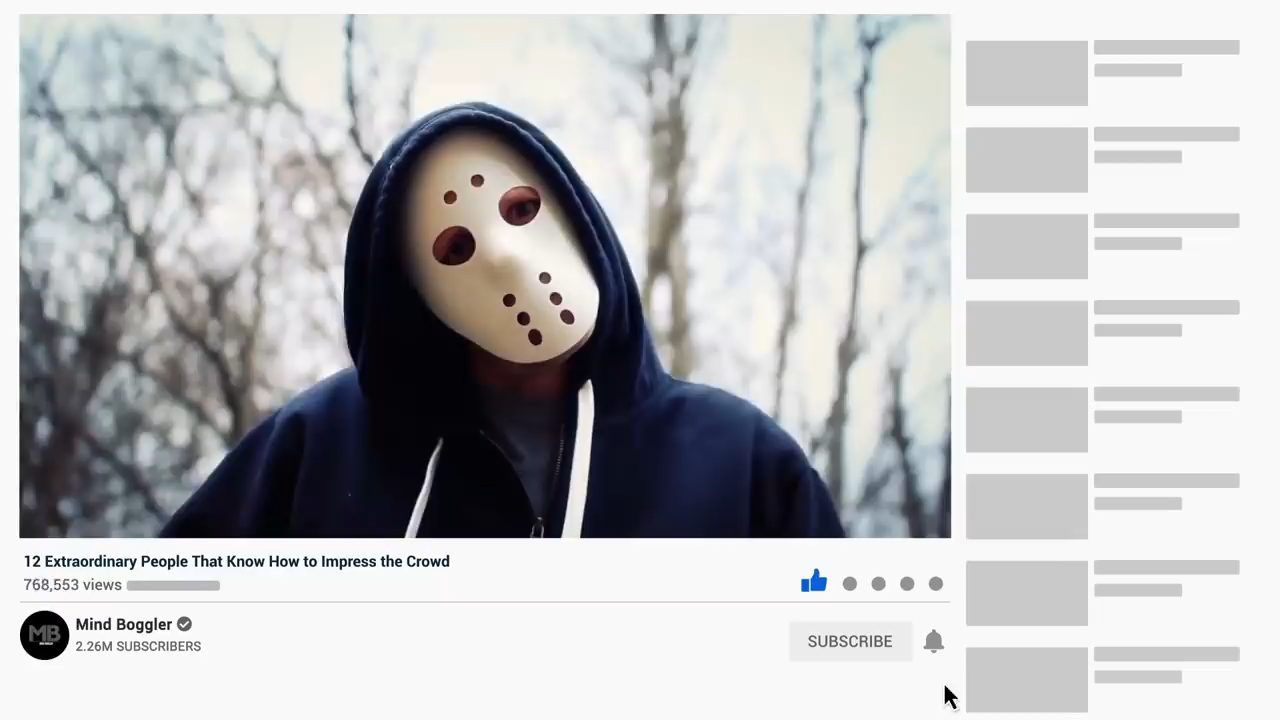 12 Extraordinary People That Know How to Impress the Crowd
768,553 views
MB
Mind Boggler
2.26M SUBSCRIBERS
SUBSCRIBE